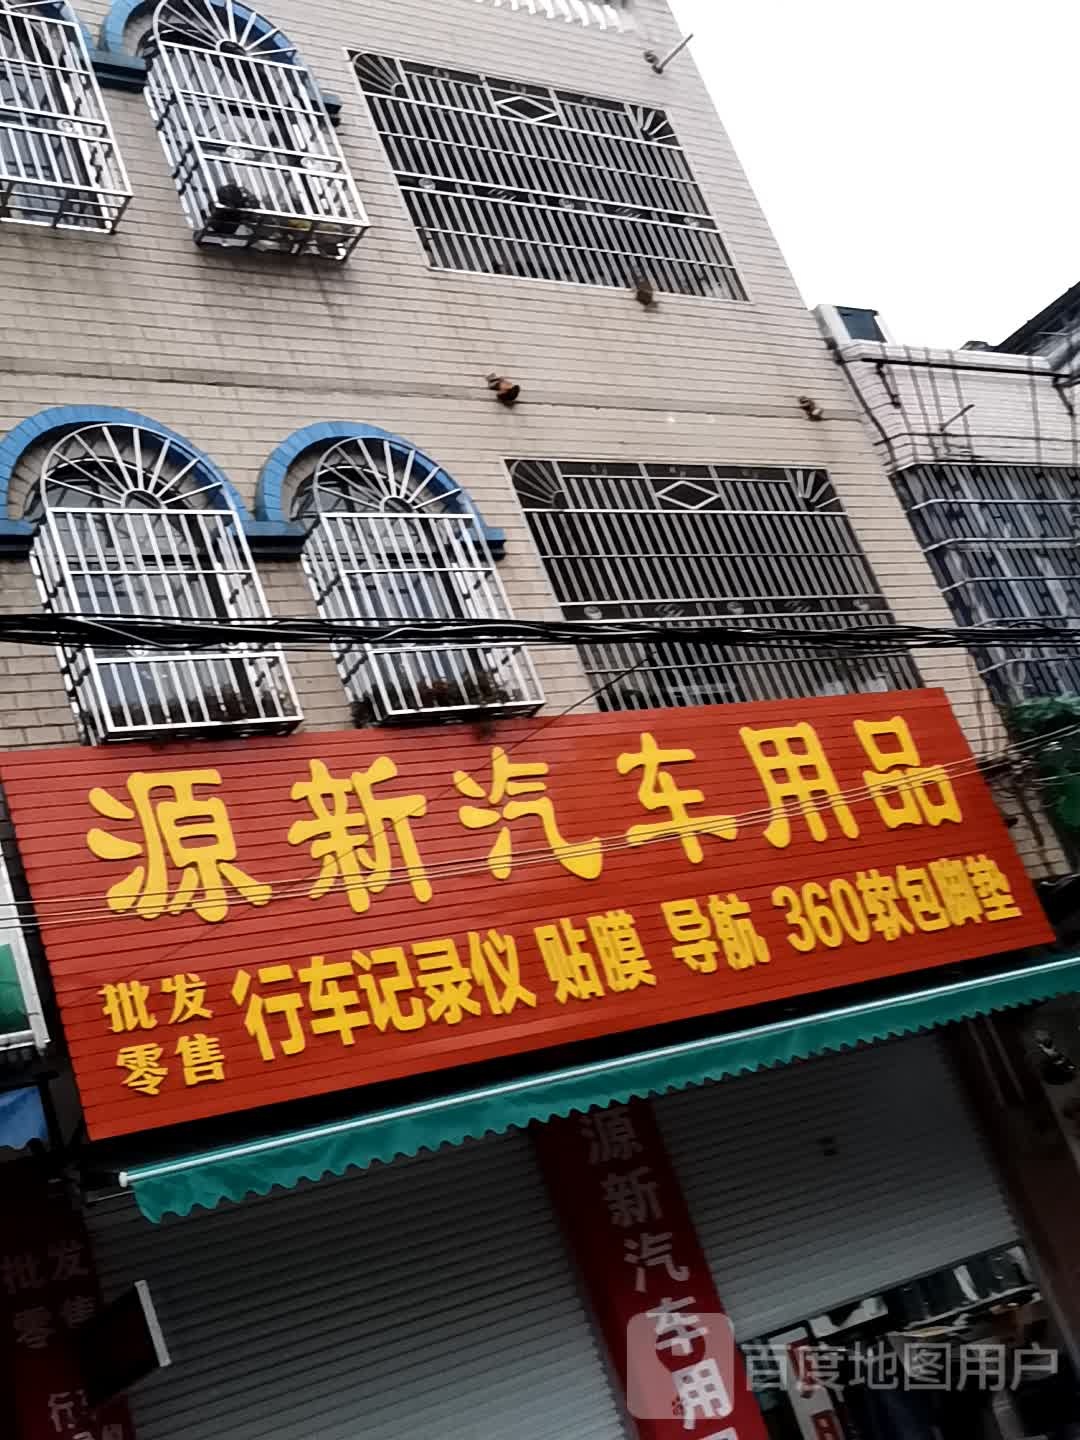 源新汽车用品
批发
零售
行车记录仪 贴膜 导航 360软包脚垫
源新汽车用
批发
零售
行
百度地图用户